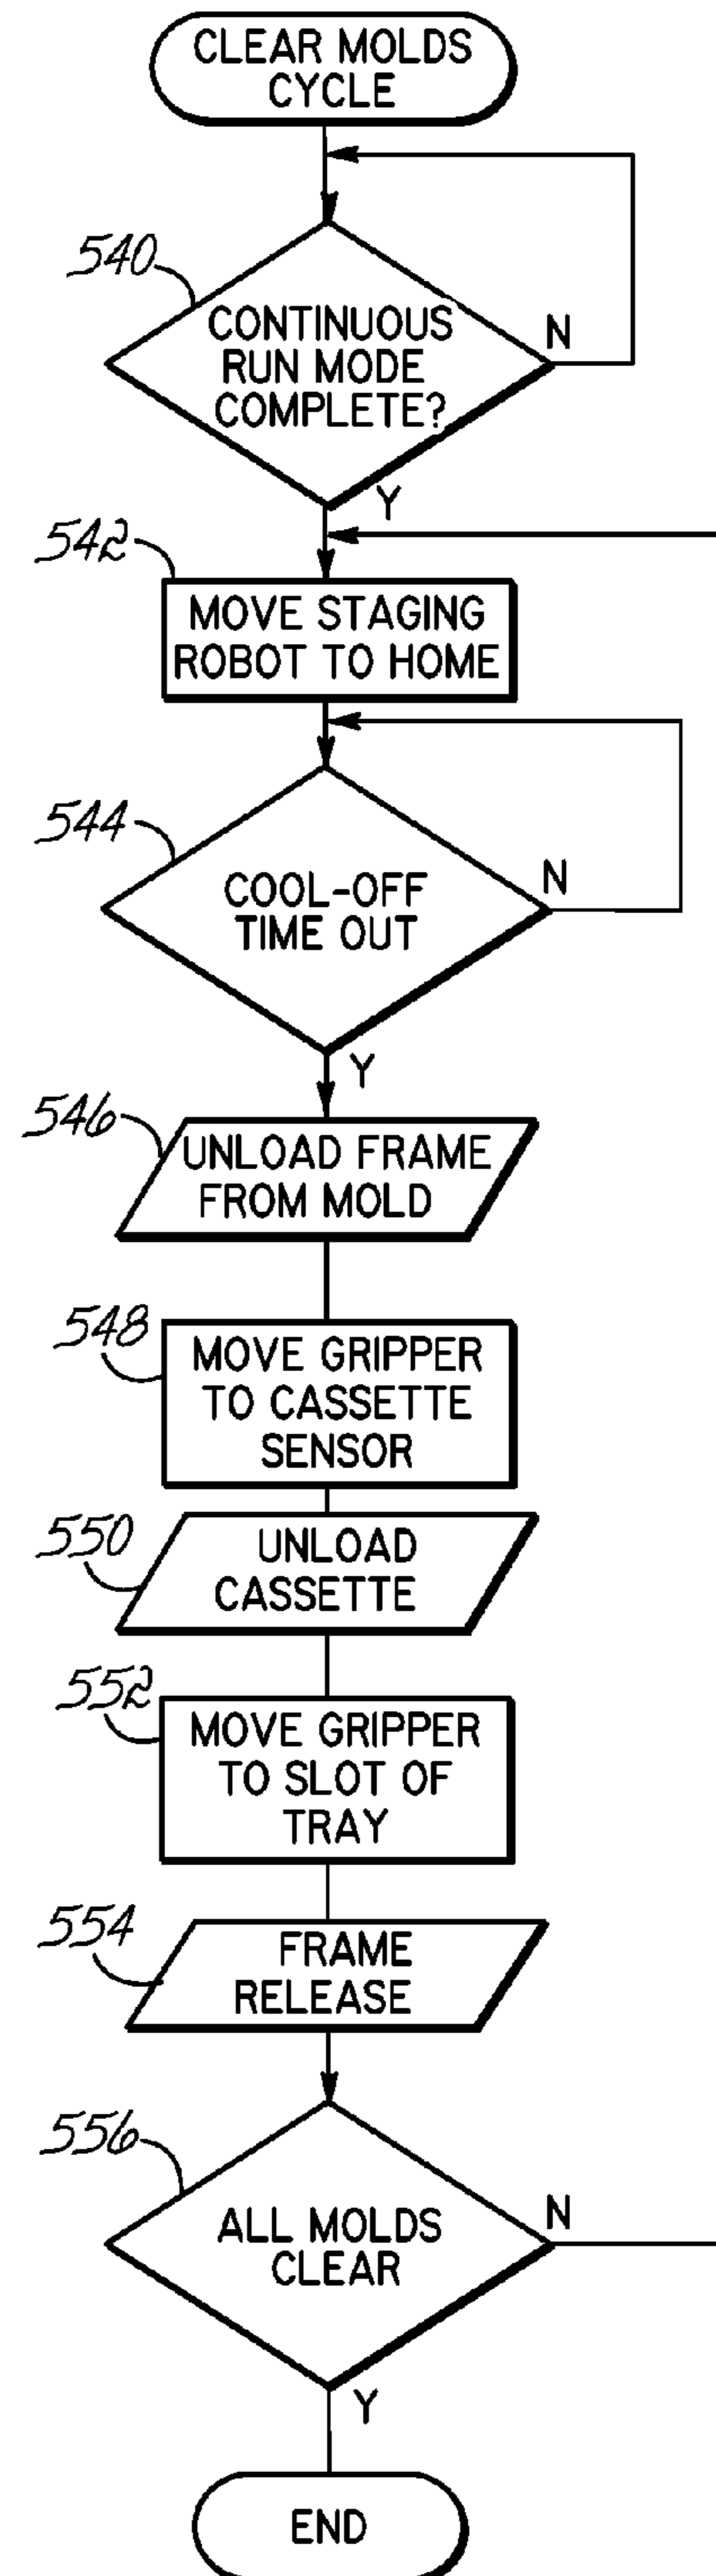 CLEAR MOLDS
CYCLE
540
CONTINUOUS
RUN MODE
COMPLETE?
N
Y
542
MOVE STAGING
ROBOT TO HOME
544
COOL-OFF
TIME OUT
N
Y
546
UNLOAD FRAME
FROM MOLD
548
MOVE GRIPPER
TO CASSETTE
SENSOR
550
UNLOAD
CASSETTE
552
MOVE GRIPPER
TO SLOT OF
TRAY
554
FRAME
RELEASE
556
ALL MOLDS
CLEAR
N
Y
END